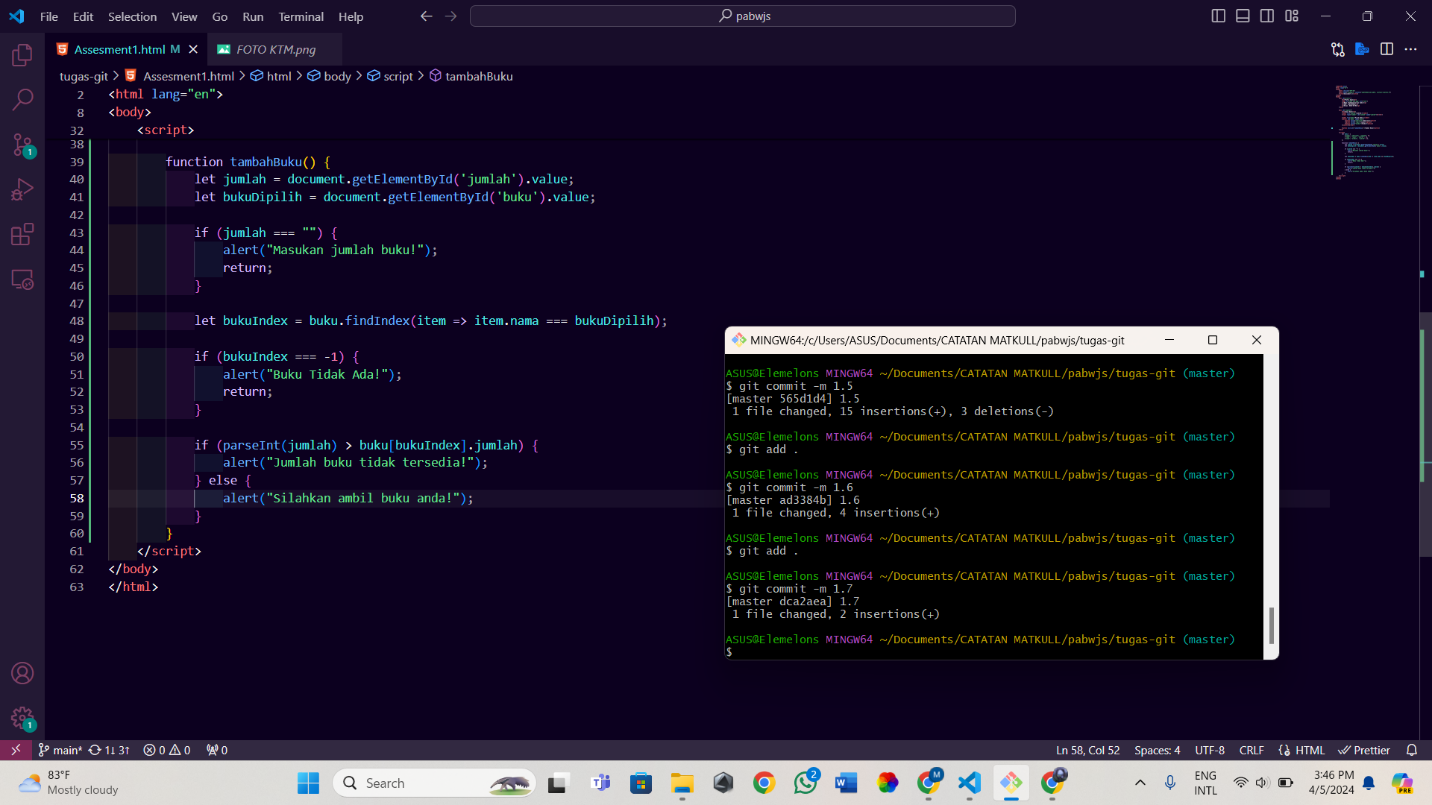 File Edit Selection View Go Run Terminal Help
pabwjs
Assesment1.html M
FOTO KTM.png
tugas-git > Assesment1.html > html > body > script > tambahBuku
2 <html lang="en">
8 <body>
32 <script>
38
39 function tambahBuku() {
40 let jumlah = document.getElementById('jumlah').value;
41 let bukuDipilih = document.getElementById('buku').value;
42
43 if (jumlah === "") {
44 alert("Masukan jumlah buku!");
45 return;
46 }
47
48 let bukuIndex = buku.findIndex(item => item.nama === bukuDipilih);
49
50 if (bukuIndex === -1) {
51 alert("Buku Tidak Ada!");
52 return;
53 }
54
55 if (parseInt(jumlah) > buku[bukuIndex].jumlah) {
56 alert("Jumlah buku tidak tersedia!");
57 } else {
58 alert("Silahkan ambil buku anda!");
59 }
60 }
61 </script>
62 </body>
63 </html>
1
1
MINGW64:/c/Users/ASUS/Documents/CATATAN MATKULL/pabwjs/tugas-git
ASUS@Elemelons MINGW64 ~/Documents/CATATAN MATKULL/pabwjs/tugas-git (master)
$ git commit -m 1.5
[master 565d1d4] 1.5
1 file changed, 15 insertions(+), 3 deletions(-)
ASUS@Elemelons MINGW64 ~/Documents/CATATAN MATKULL/pabwjs/tugas-git (master)
$ git add .
ASUS@Elemelons MINGW64 ~/Documents/CATATAN MATKULL/pabwjs/tugas-git (master)
$ git commit -m 1.6
[master ad3384b] 1.6
1 file changed, 4 insertions(+)
ASUS@Elemelons MINGW64 ~/Documents/CATATAN MATKULL/pabwjs/tugas-git (master)
$ git add .
ASUS@Elemelons MINGW64 ~/Documents/CATATAN MATKULL/pabwjs/tugas-git (master)
$ git commit -m 1.7
[master dca2aea] 1.7
1 file changed, 2 insertions(+)
ASUS@Elemelons MINGW64 ~/Documents/CATATAN MATKULL/pabwjs/tugas-git (master)
$
main* 1↓ 3↑ 0 0 0
Ln 58, Col 52 Spaces: 4 UTF-8 CRLF HTML Prettier
83°F
Mostly cloudy
Search
2
M
ENG
INTL
3:46 PM
4/5/2024
PRE